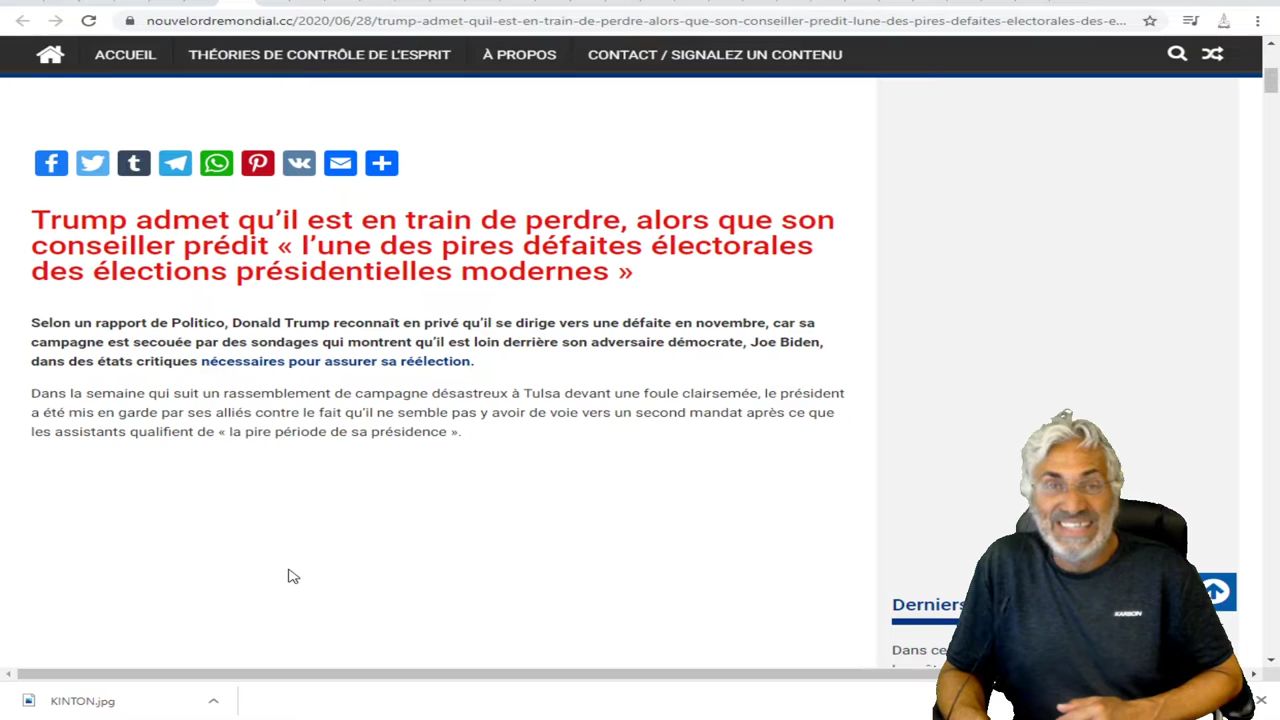 nouvelordremondial.cc/2020/06/28/trump-admet-quil-est-en-train-de-perdre-alors-que-son-conseiller-predit-lune-des-pires-defaites-electorales-des-e...
ACCUEIL THÉORIES DE CONTRÔLE DE L'ESPRIT À PROPOS CONTACT / SIGNALEZ UN CONTENU
Trump admet qu'il est en train de perdre, alors que son
conseiller prédit « l'une des pires défaites électorales
des élections présidentielles modernes »
Selon un rapport de Politico, Donald Trump reconnaît en privé qu'il se dirige vers une défaite en novembre, car sa
campagne est secouée par des sondages qui montrent qu'il est loin derrière son adversaire démocrate, Joe Biden,
dans des états critiques nécessaires pour assurer sa réélection.
Dans la semaine qui suit un rassemblement de campagne désastreux à Tulsa devant une foule clairsemée, le président
a été mis en garde par ses alliés contre le fait qu'il ne semble pas y avoir de voie vers un second mandat après ce que
les assistants qualifient de « la pire période de sa présidence ».
Derniers
Dans ce
KARBON
KINTON.jpg